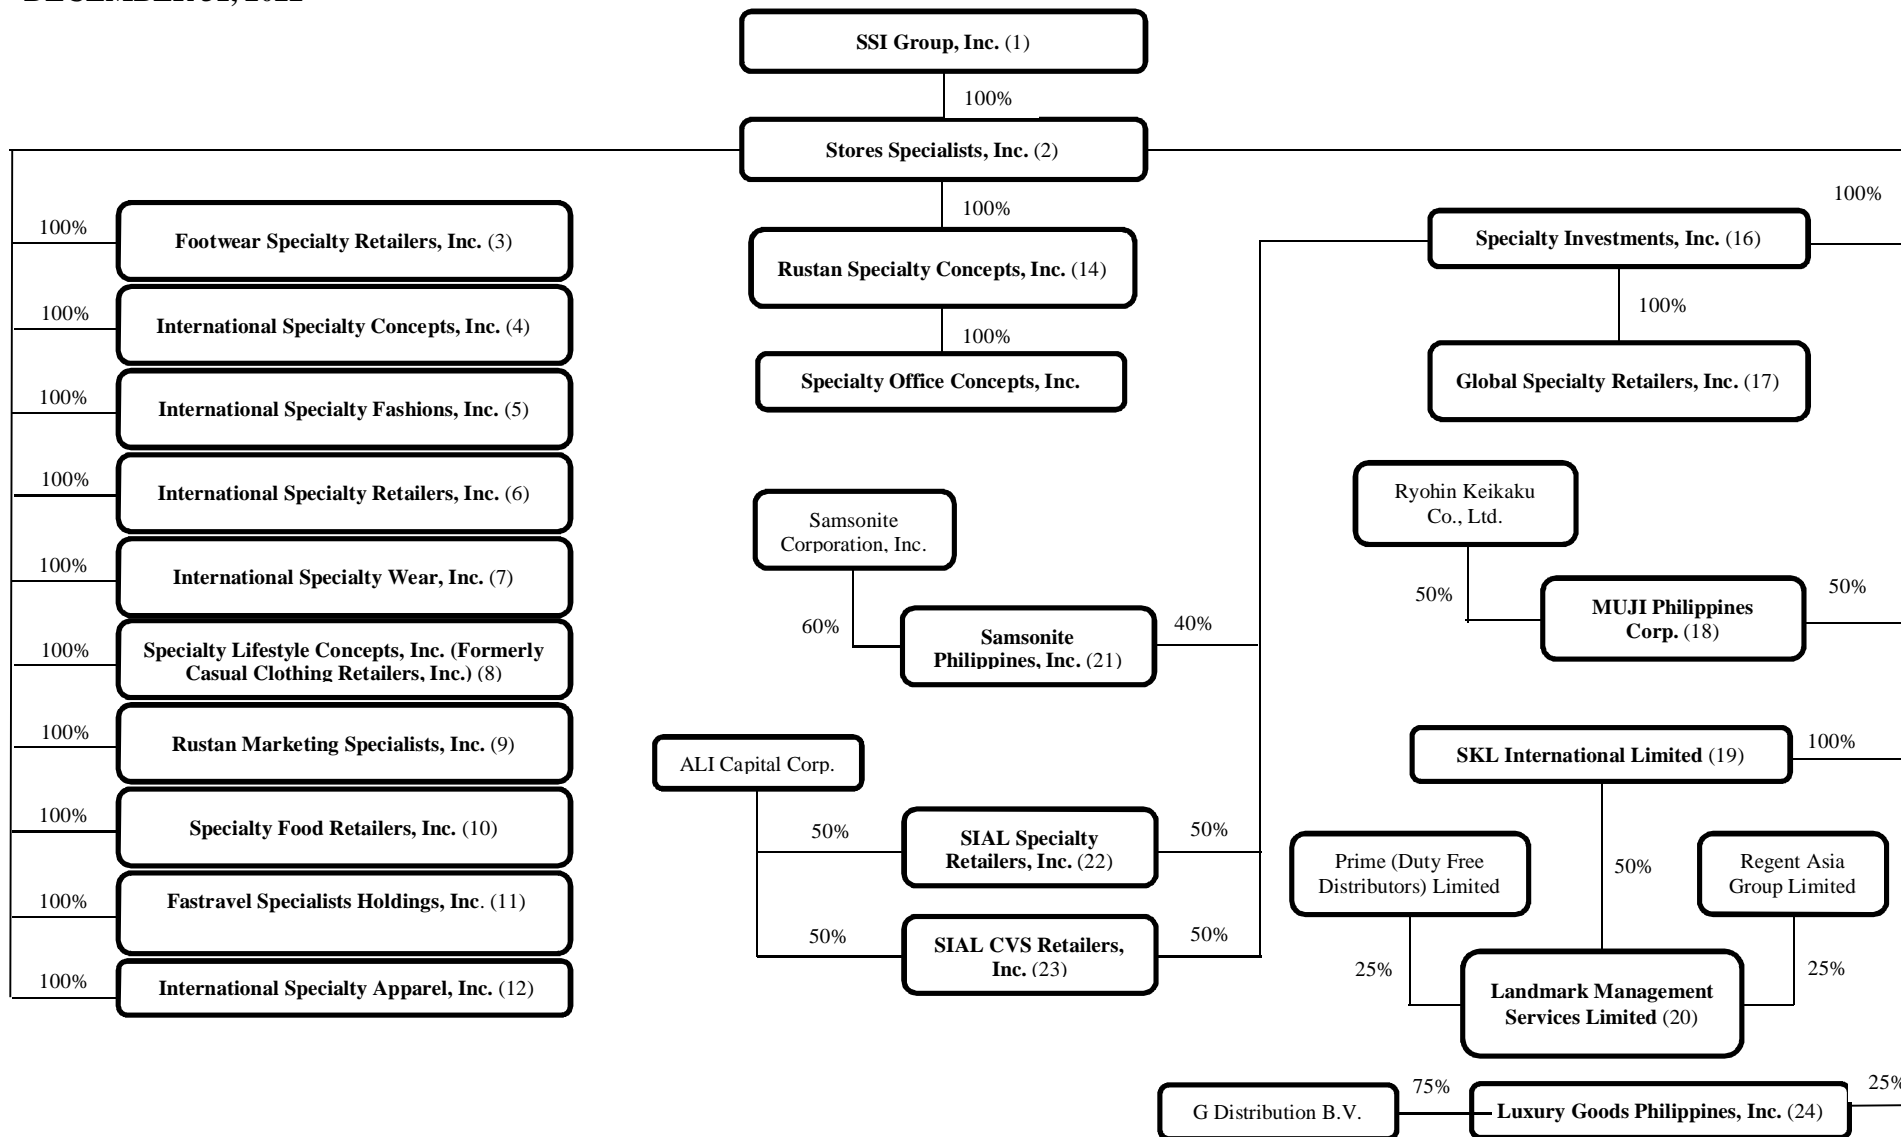 SSI Group, Inc. (1)
100%
Stores Specialists, Inc. (2)
100%
Footwear Specialty Retailers, Inc. (3)
100%
International Specialty Concepts, Inc. (4)
100%
International Specialty Fashions, Inc. (5)
100%
International Specialty Retailers, Inc. (6)
100%
International Specialty Wear, Inc. (7)
100%
Specialty Lifestyle Concepts, Inc. (Formerly
Casual Clothing Retailers, Inc.) (8)
100%
Rustan Marketing Specialists, Inc. (9)
100%
Specialty Food Retailers, Inc. (10)
100%
Fastravel Specialists Holdings, Inc. (11)
100%
International Specialty Apparel, Inc. (12)
100%
Rustan Specialty Concepts, Inc. (14)
100%
Specialty Office Concepts, Inc.
Samsonite
Corporation, Inc.
60%
Samsonite
Philippines, Inc. (21)
40%
ALI Capital Corp.
50%
SIAL Specialty
Retailers, Inc. (22)
50%
50%
SIAL CVS Retailers,
Inc. (23)
50%
100%
Specialty Investments, Inc. (16)
100%
Global Specialty Retailers, Inc. (17)
Ryohin Keikaku
Co., Ltd.
50%
MUJI Philippines
Corp. (18)
50%
SKL International Limited (19)
100%
Prime (Duty Free
Distributors) Limited
50%
Regent Asia
Group Limited
25%
Landmark Management
Services Limited (20)
25%
G Distribution B.V.
75%
Luxury Goods Philippines, Inc. (24)
25%